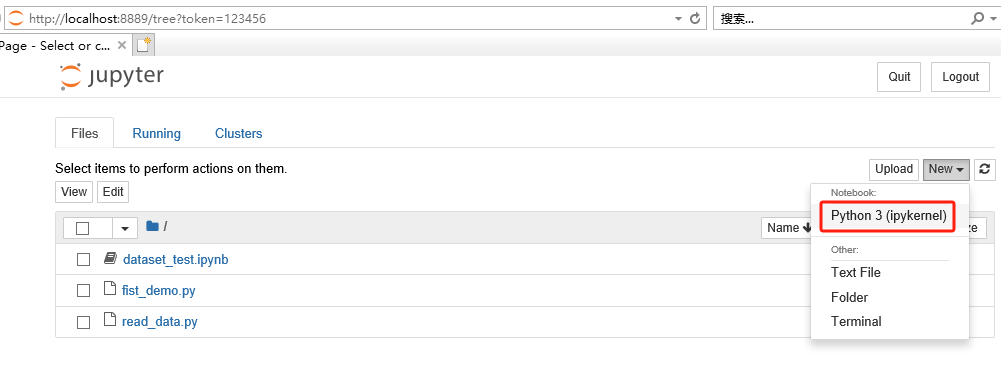 http://localhost:8889/tree?token=123456 搜索...
Page - Select or c...
jupyter Quit Logout
Files Running Clusters
Select items to perform actions on them. Upload New
View Edit Notebook:
Python 3 (ipykernel)
/ Name
dataset_test.ipynb Other:
Text File
fist_demo.py Folder
read_data.py Terminal